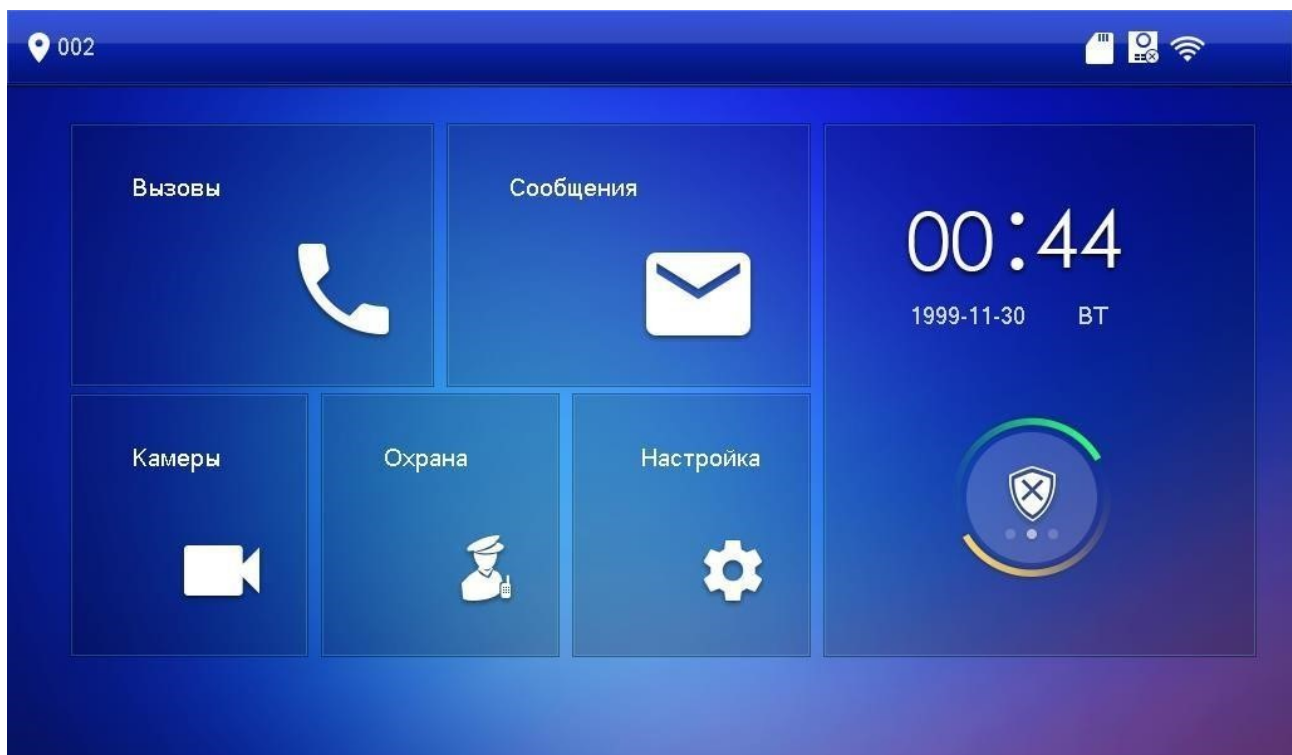 002
Вызовы
Сообщения
00:44
1999-11-30 ВТ
Камеры
Охрана
Настройка